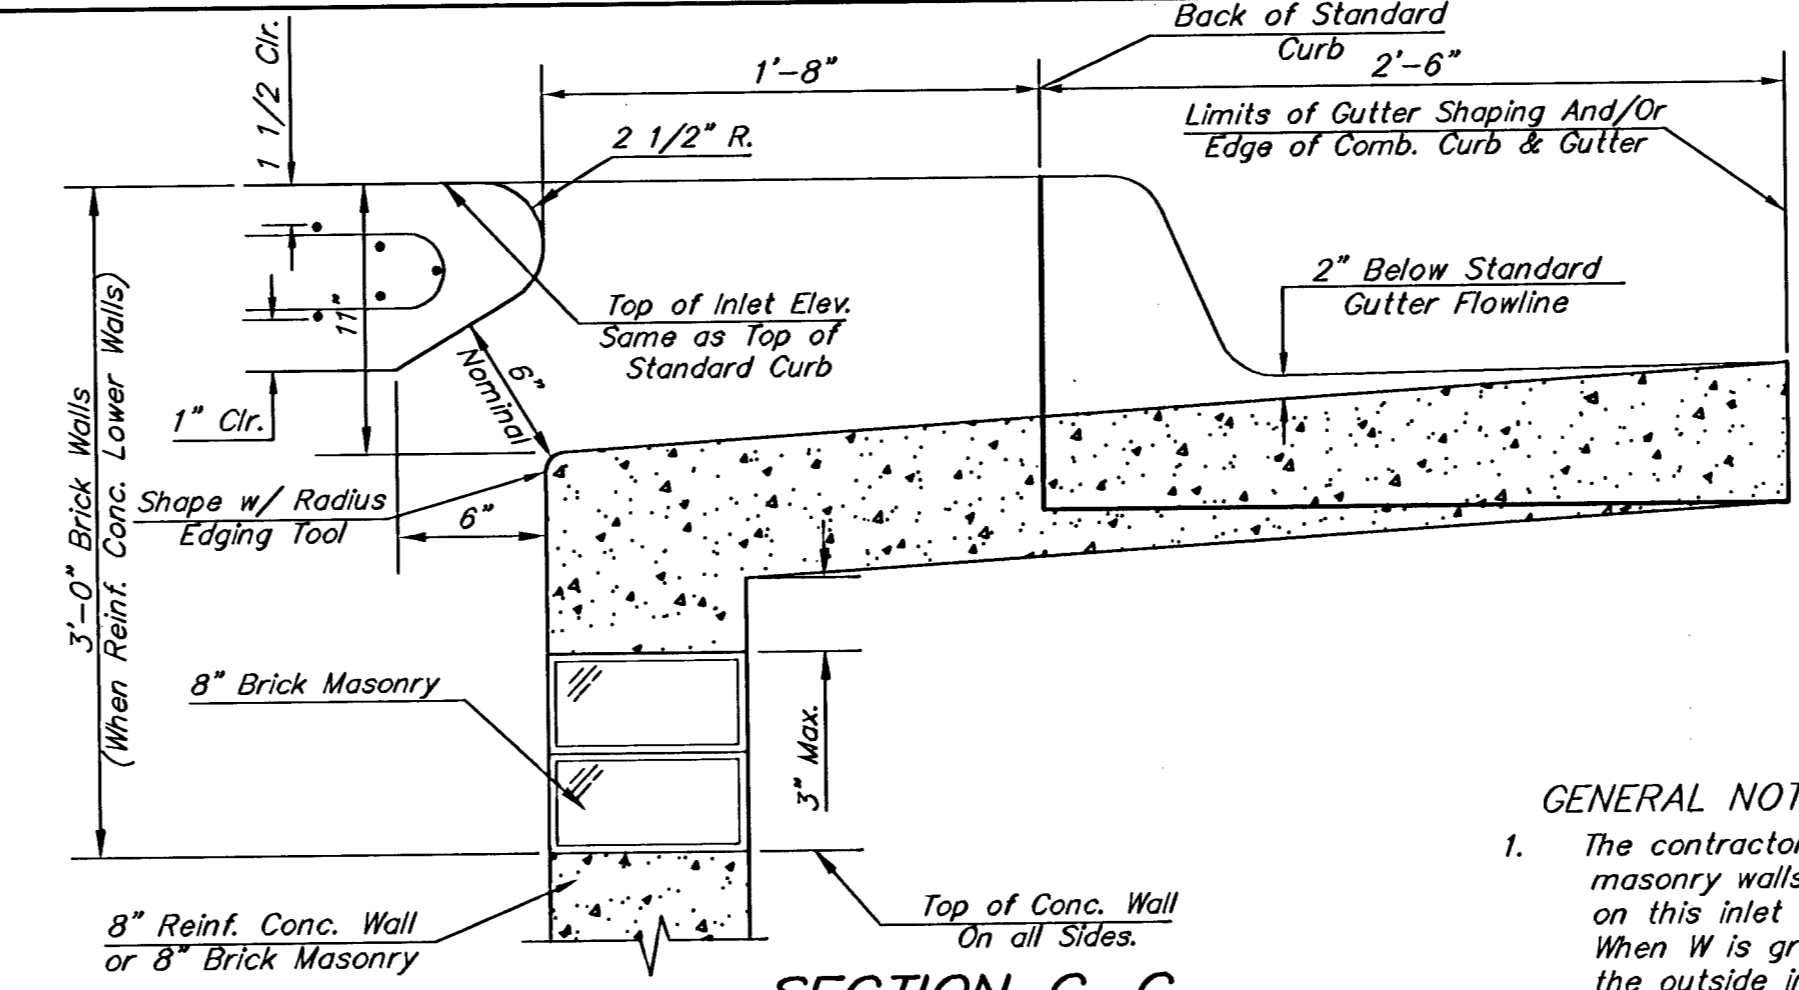 Back of Standard
Curb
1 1/2 Clr.
1'-8"
2'-6"
2 1/2" R.
Limits of Gutter Shaping And/Or
Edge of Comb. Curb & Gutter
2" Below Standard
Gutter Flowline
11"
Top of Inlet Elev.
Same as Top of
Standard Curb
6"
Nominal
1" Clr.
3'-0" Brick Walls
(When Reinf. Conc. Lower Walls)
Shape w/ Radius
Edging Tool
6"
8" Brick Masonry
3" Max.
8" Reinf. Conc. Wall
or 8" Brick Masonry
Top of Conc. Wall
On all Sides.
GENERAL NOT
1. The contractor
masonry walls
on this inlet
When W is gr
the outside in
SECTION C-C